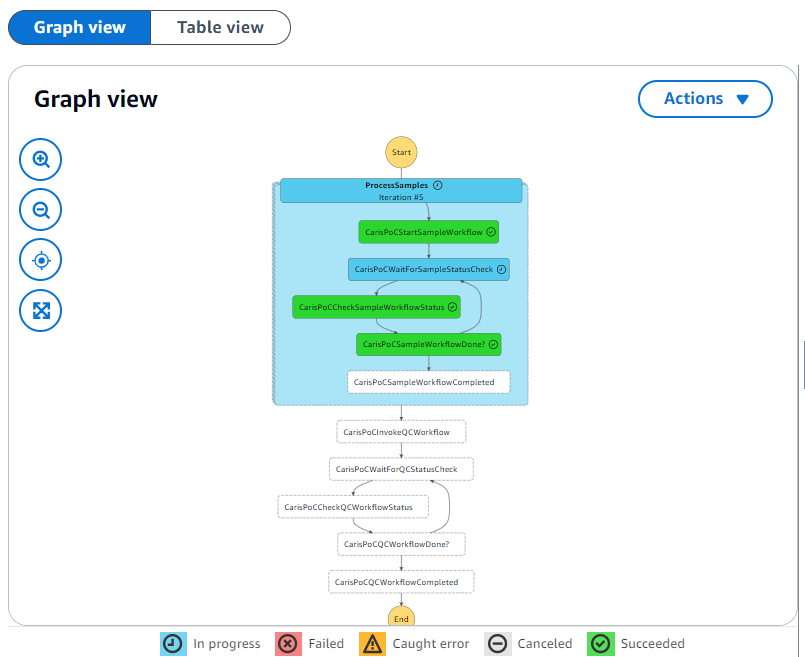 Graph view
Table view
Graph view
Actions
Start
ProcessSamples
Iteration #5
CarisPoCStartSampleWorkflow
CarisPoCWaitForSampleStatusCheck
CarisPoCCheckSampleWorkflowStatus
CarisPoCSampleWorkflowDone?
CarisPoCSampleWorkflowCompleted
CarisPoCInvokeQCWorkflow
CarisPoCWaitForQCStatusCheck
CarisPoCCheckQCWorkflowStatus
CarisPoCQCWorkflowDone?
CarisPoCQCWorkflowCompleted
End
In progress
Failed
Caught error
Canceled
Succeeded